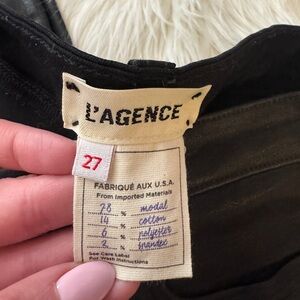 L'AGENCE
27
FABRIQUÉ AUX U.S.A.
From Imported Materials
78 % modal
14 % cotton
6 % polyester
2 % spandex
See Care Label
For Wash Instructions